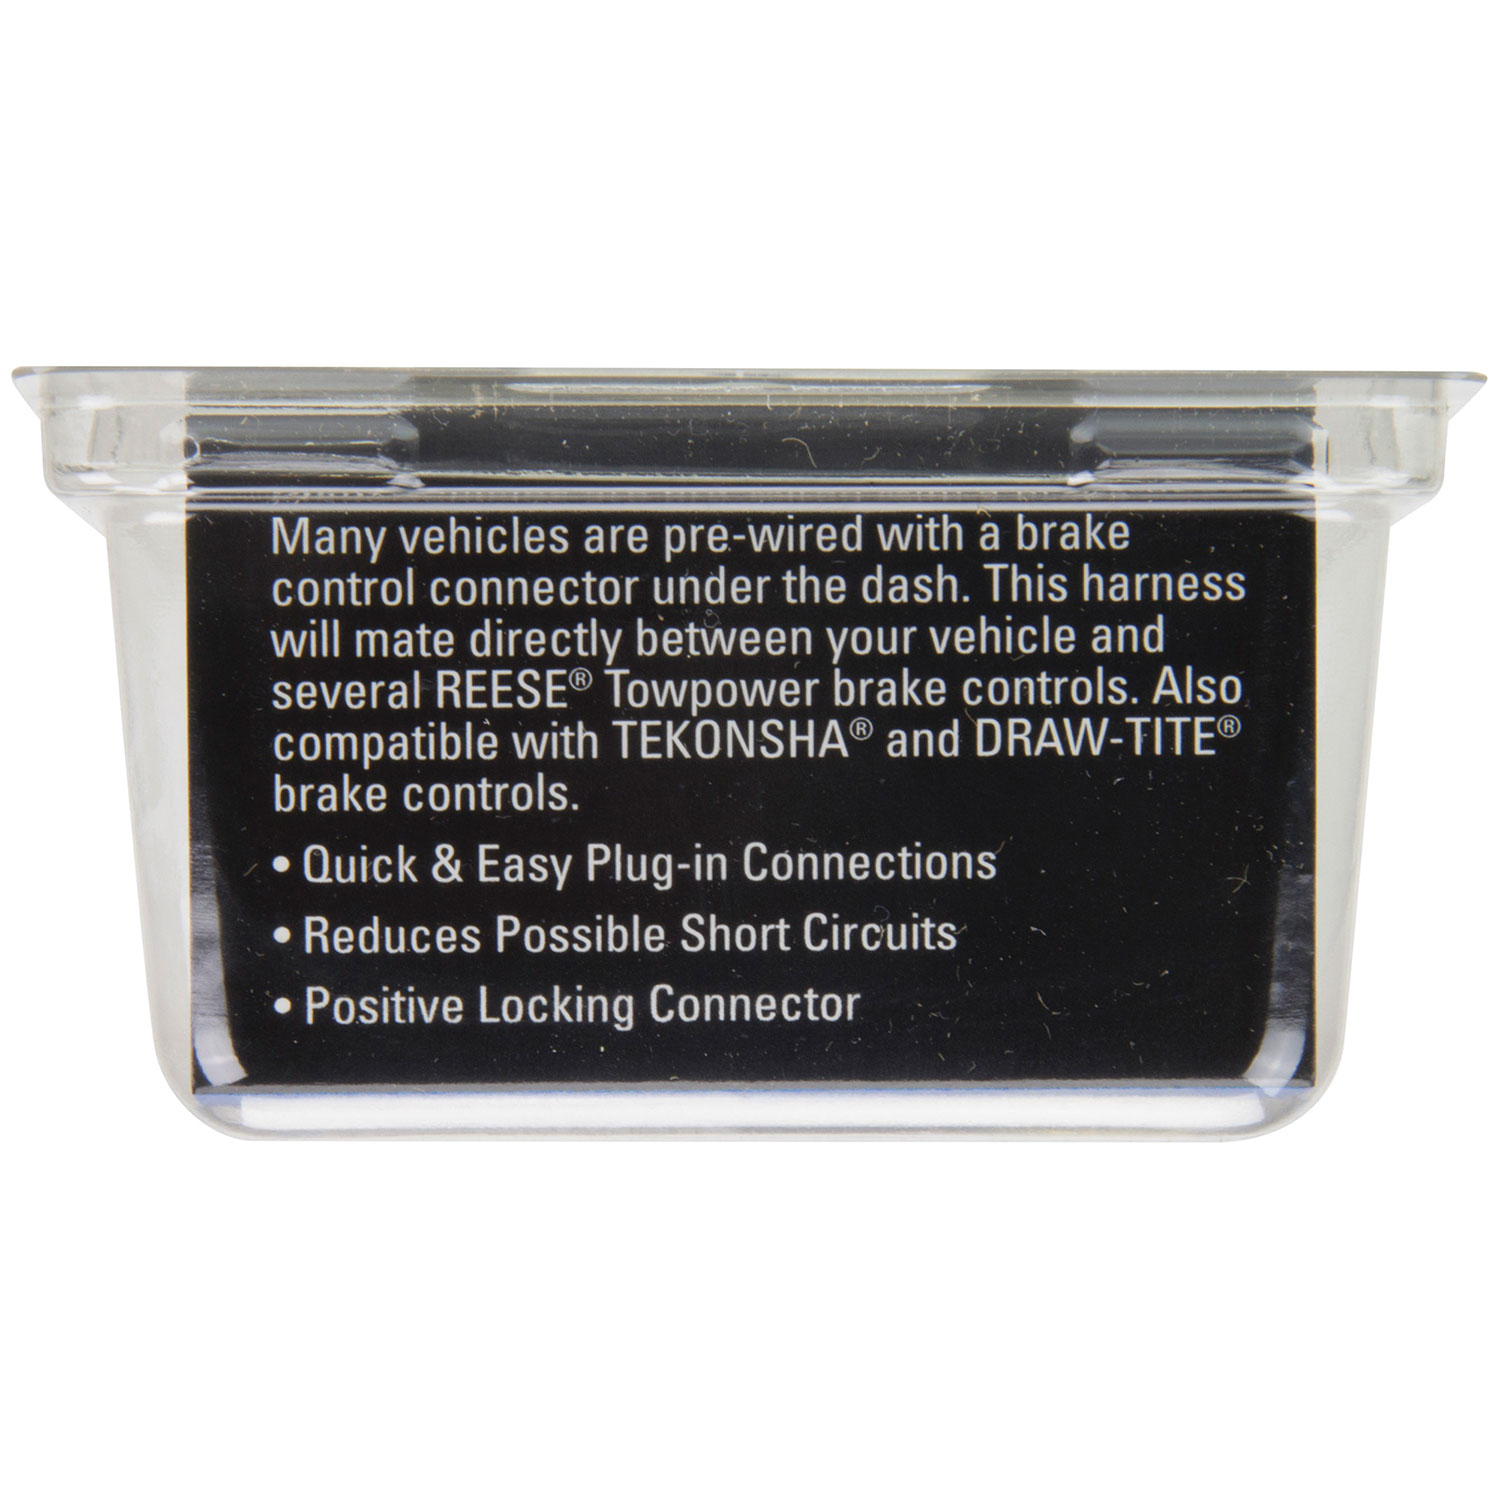 Many vehicles are pre-wired with a brake
control connector under the dash. This harness
will mate directly between your vehicle and
several REESE® Towpower brake controls. Also
compatible with TEKONSHA® and DRAW-TITE®
brake controls.
• Quick & Easy Plug-in Connections
• Reduces Possible Short Circuits
• Positive Locking Connector